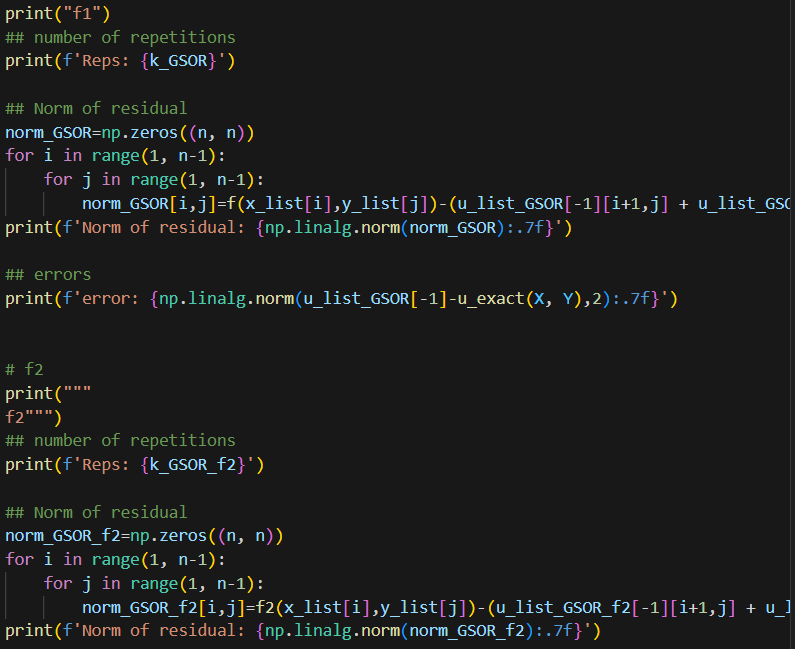 print("f1")
## number of repetitions
print(f'Reps: {k_GSOR}')
## Norm of residual
norm_GSOR=np.zeros((n, n))
for i in range(1, n-1):
    for j in range(1, n-1):
        norm_GSOR[i,j]=f(x_list[i],y_list[j])-(u_list_GSOR[-1][i+1,j] + u_list_GSO
print(f'Norm of residual: {np.linalg.norm(norm_GSOR):.7f}')
## errors
print(f'error: {np.linalg.norm(u_list_GSOR[-1]-u_exact(X, Y),2):.7f}')
# f2
print("""
f2""")
## number of repetitions
print(f'Reps: {k_GSOR_f2}')
## Norm of residual
norm_GSOR_f2=np.zeros((n, n))
for i in range(1, n-1):
    for j in range(1, n-1):
        norm_GSOR_f2[i,j]=f2(x_list[i],y_list[j])-(u_list_GSOR_f2[-1][i+1,j] + u_l
print(f'Norm of residual: {np.linalg.norm(norm_GSOR_f2):.7f}')